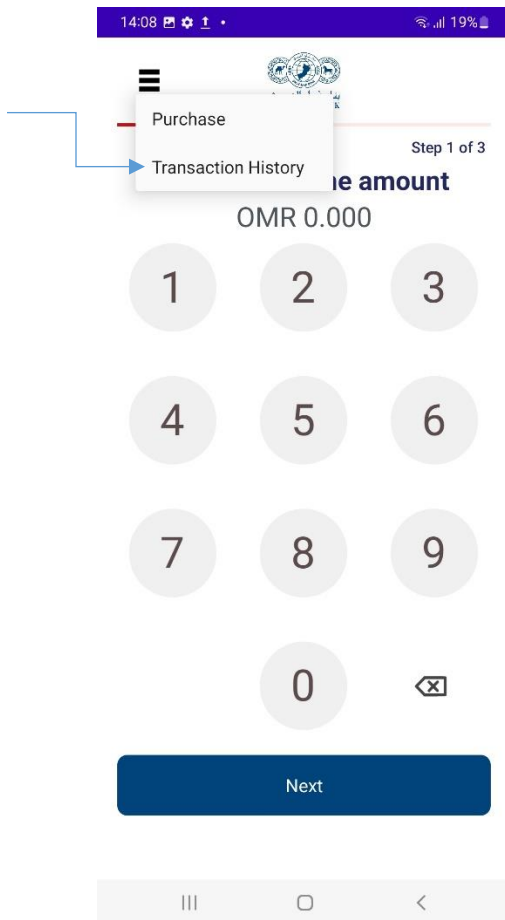 14:08
19%
Purchase
Step 1 of 3
Transaction History
amount
OMR 0.000
1 2 3
4 5 6
7 8 9
0
Next